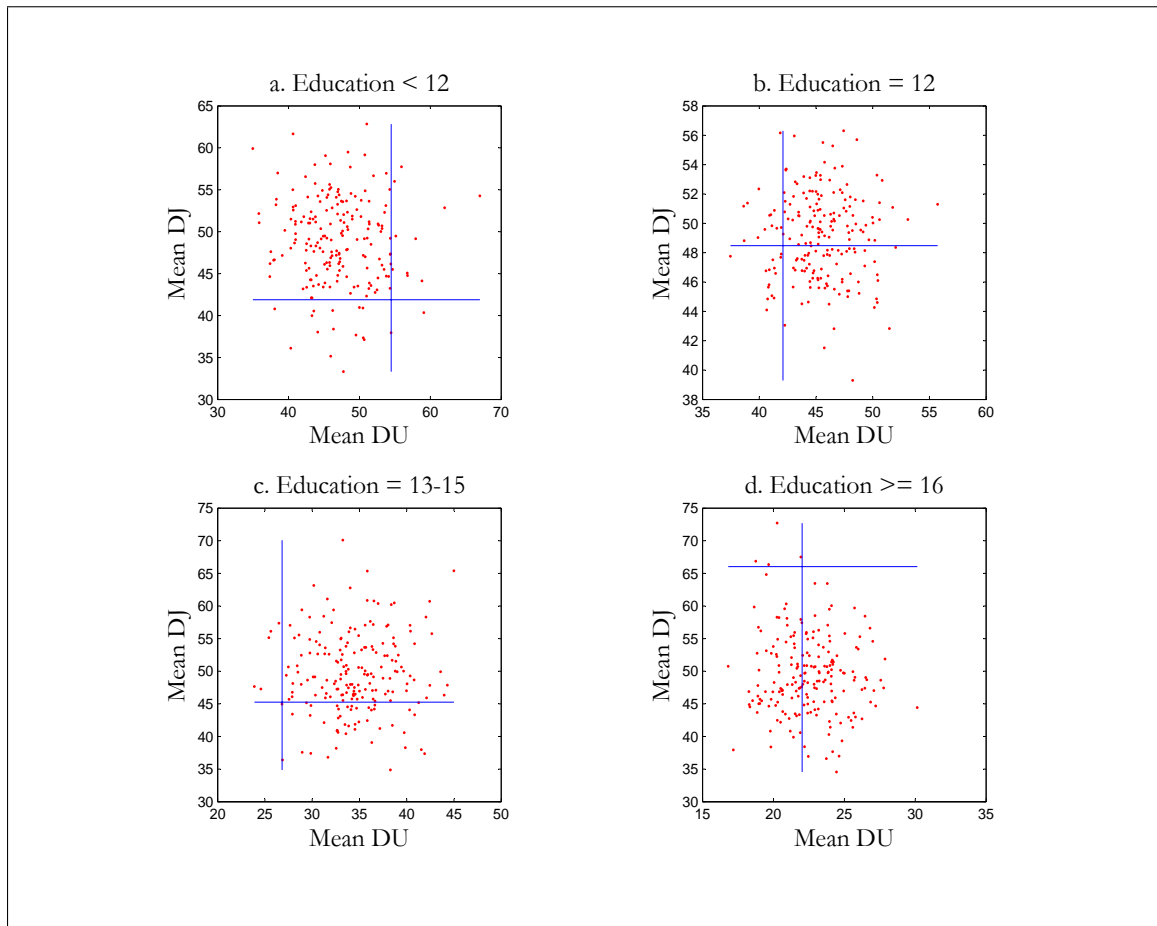 a. Education < 12
65
60
55
50
45
40
35
30
Mean DJ
30 40 50 60 70
Mean DU
b. Education = 12
58
56
54
52
50
48
46
44
42
40
38
Mean DJ
35 40 45 50 55 60
Mean DU
c. Education = 13-15
75
70
65
60
55
50
45
40
35
30
Mean DJ
20 25 30 35 40 45 50
Mean DU
d. Education >= 16
75
70
65
60
55
50
45
40
35
30
Mean DJ
15 20 25 30 35
Mean DU